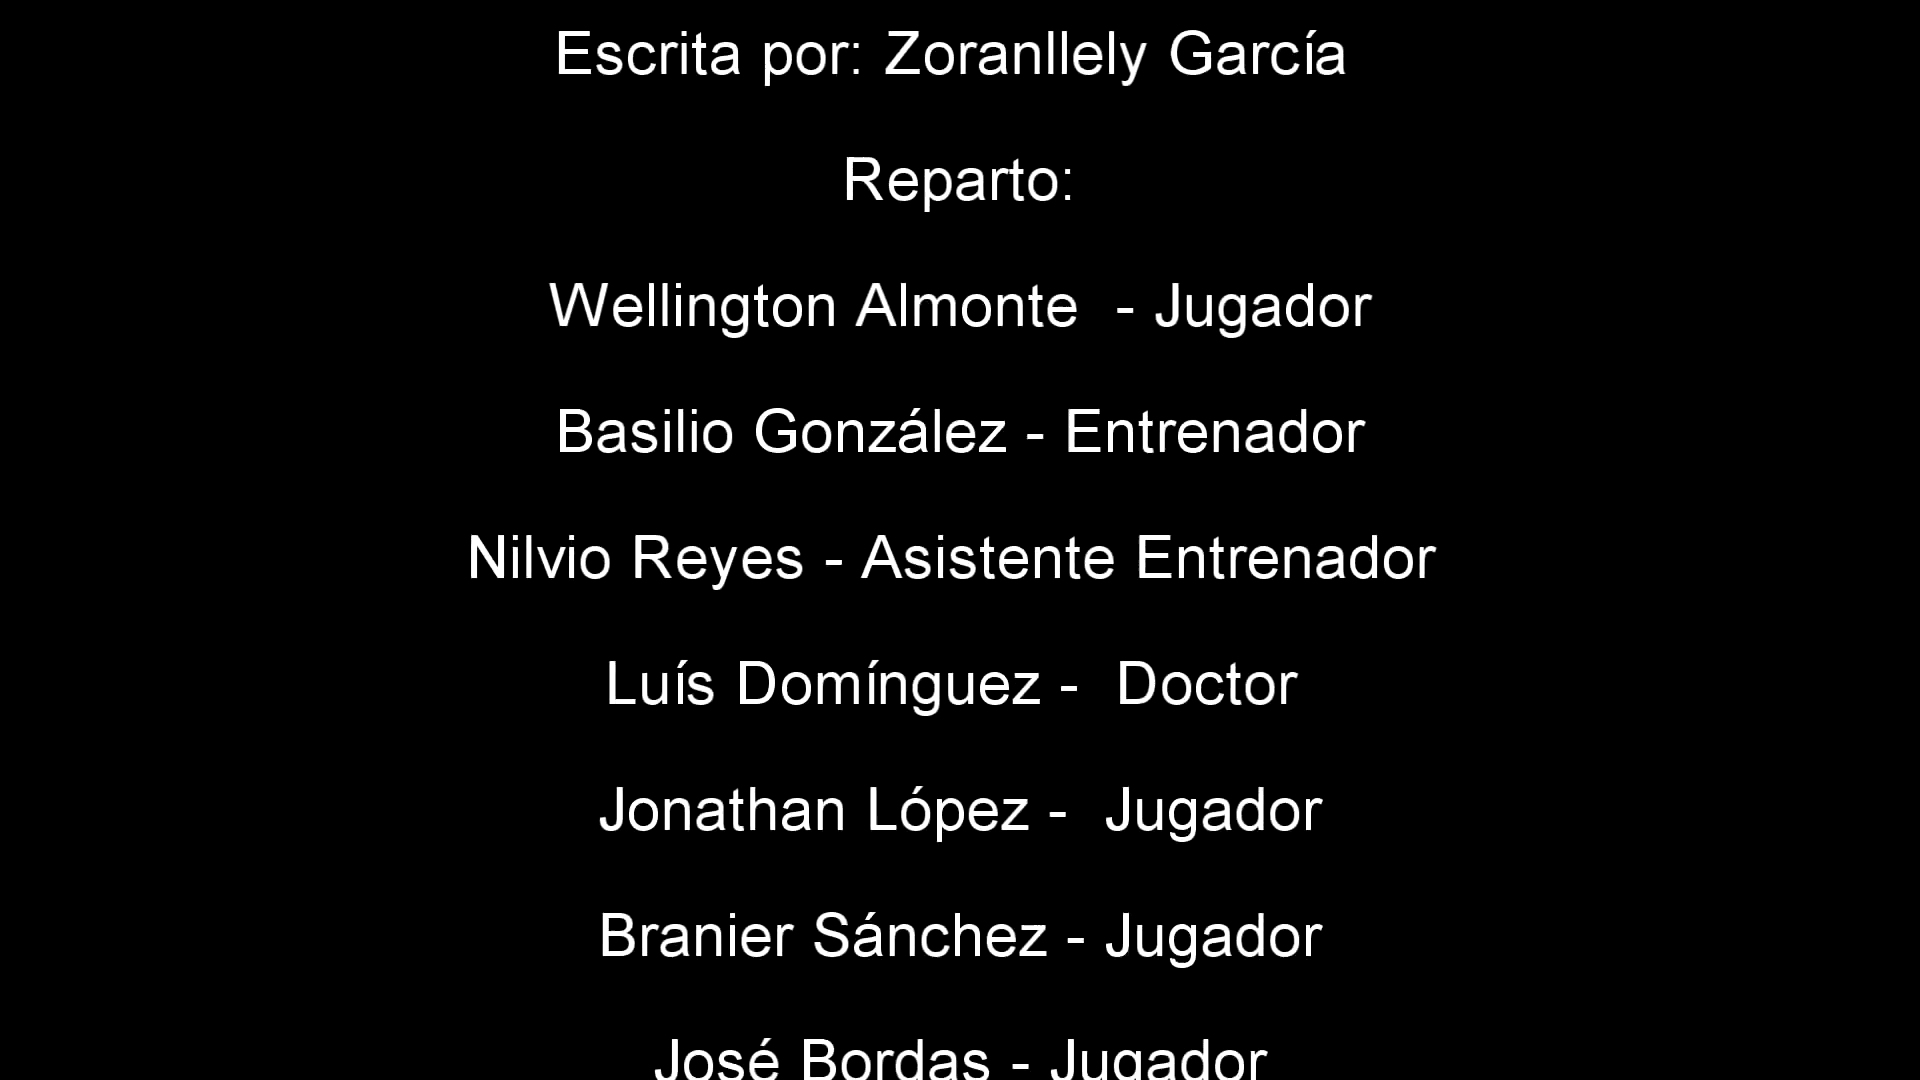 Escrita por: Zoranllely García
Reparto:
Wellington Almonte  - Jugador
Basilio González - Entrenador
Nilvio Reyes - Asistente Entrenador
Luís Domínguez -  Doctor
Jonathan López -  Jugador
Branier Sánchez - Jugador
José Bordas - Jugador